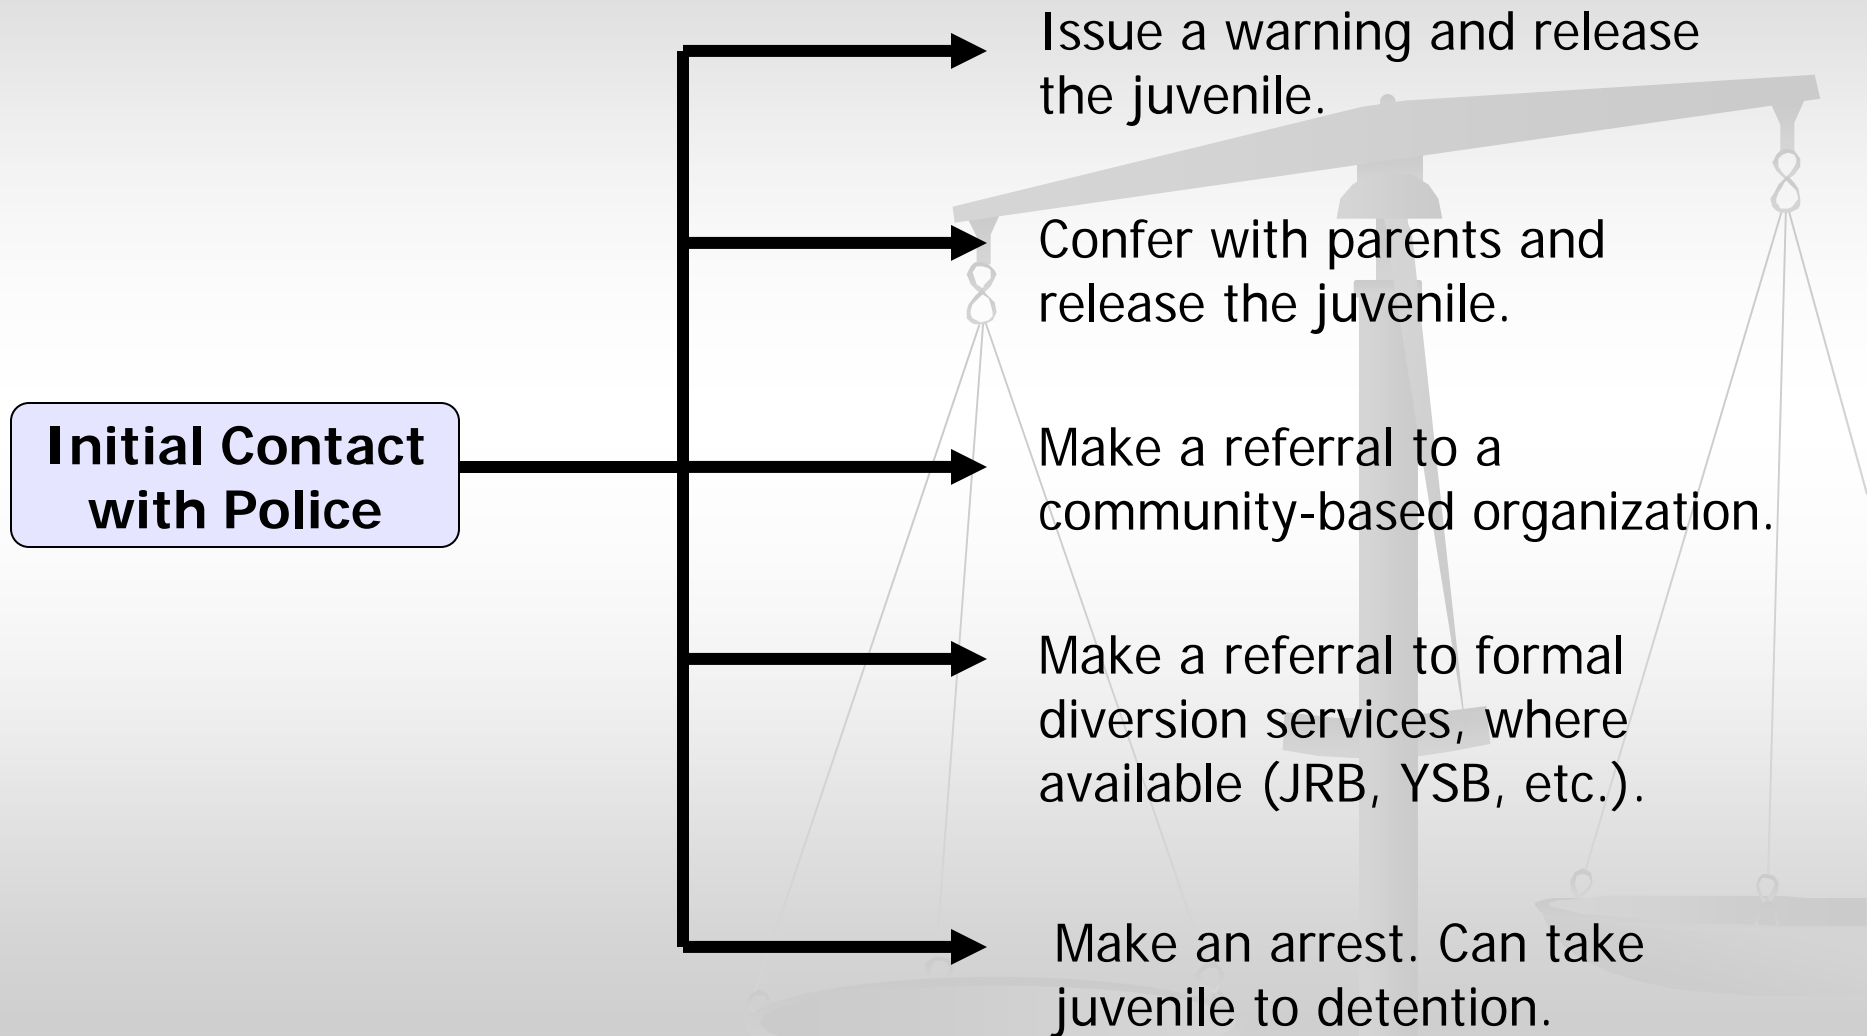 Issue a warning and release
the juvenile.
Confer with parents and
release the juvenile.
Initial Contact
with Police
Make a referral to a
community-based organization.
Make a referral to formal
diversion services, where
available (JRB, YSB, etc.).
Make an arrest. Can take
juvenile to detention.